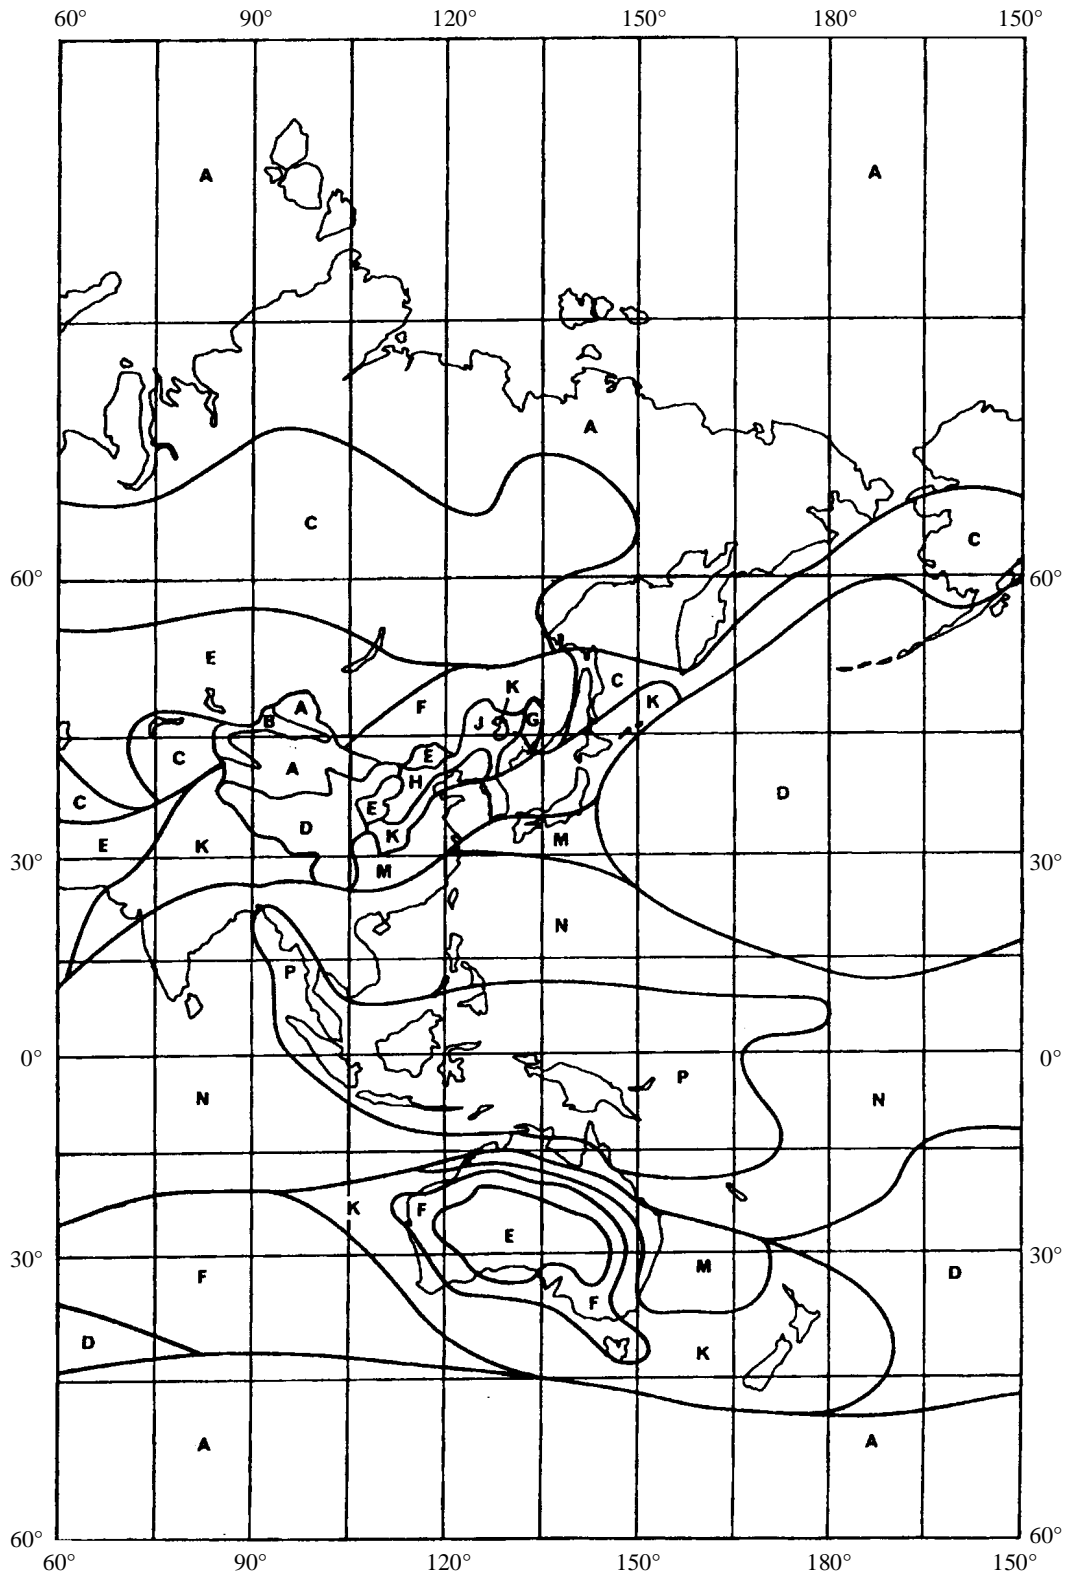 60° 90° 120° 150° 180° 150°
A A
A
C
C
60° 60°
E
K C
A K
B F J G
C E
A H D
C E
D K
E K M
30° M 30°
N
P
0° 0°
P
N N
K F
E
30° M 30°
F D
F
D K
A A
60° 60°
60° 90° 120° 150° 180° 150°